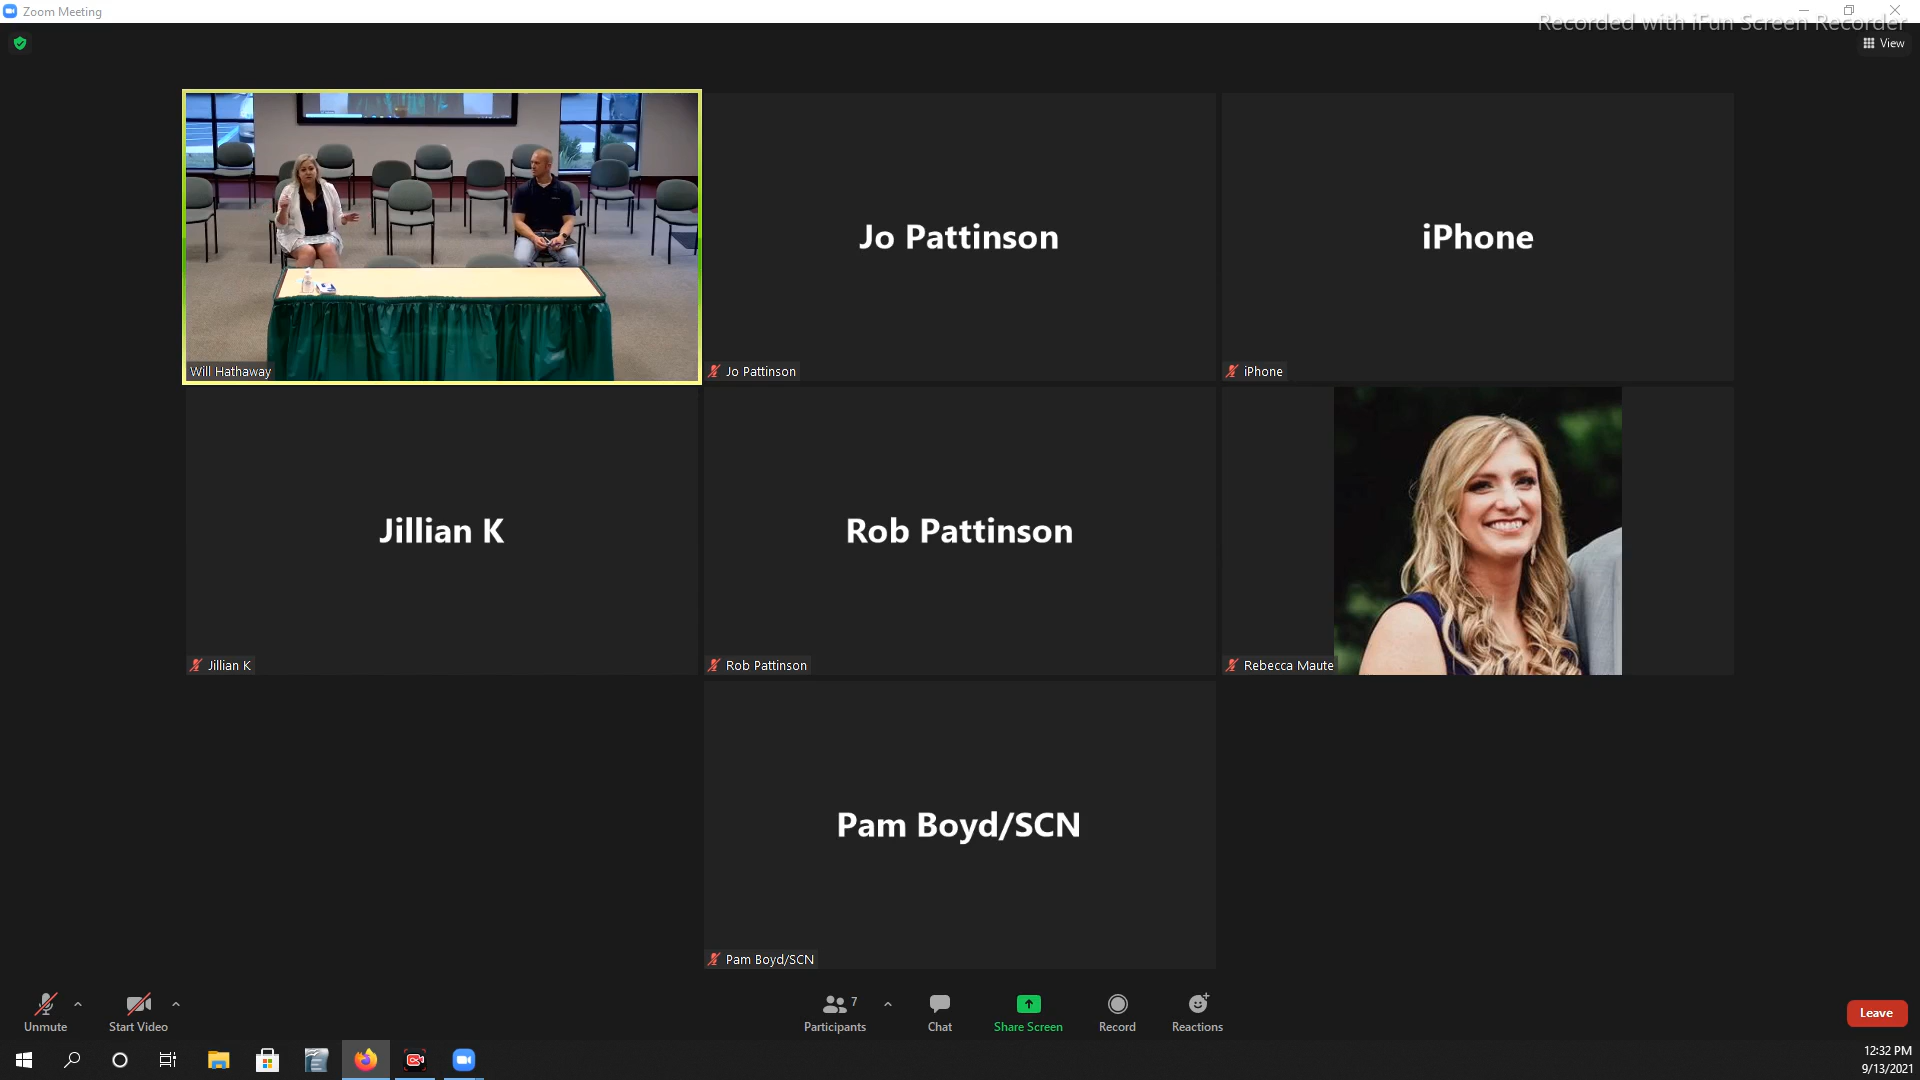 Zoom Meeting
Recorded with iFun Screen Recorder
View
Jo Pattinson
iPhone
Will Hathaway
Jo Pattinson
iPhone
Jillian K
Rob Pattinson
Jillian K
Rob Pattinson
Rebecca Maute
Pam Boyd/SCN
Pam Boyd/SCN
7
Unmute
Start Video
Participants
Chat
Share Screen
Record
Reactions
Leave
12:32 PM
9/13/2021